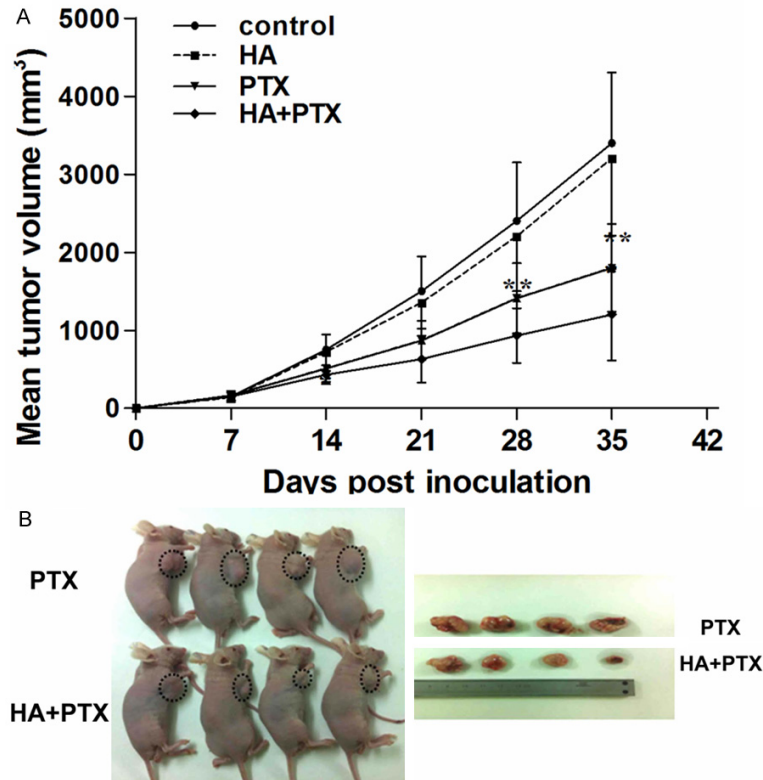 A
5000
4000
3000
2000
1000
0
Mean tumor volume (mm³)
control
HA
PTX
HA+PTX
**
**
0 7 14 21 28 35 42
Days post inoculation
B
PTX
HA+PTX
PTX
HA+PTX